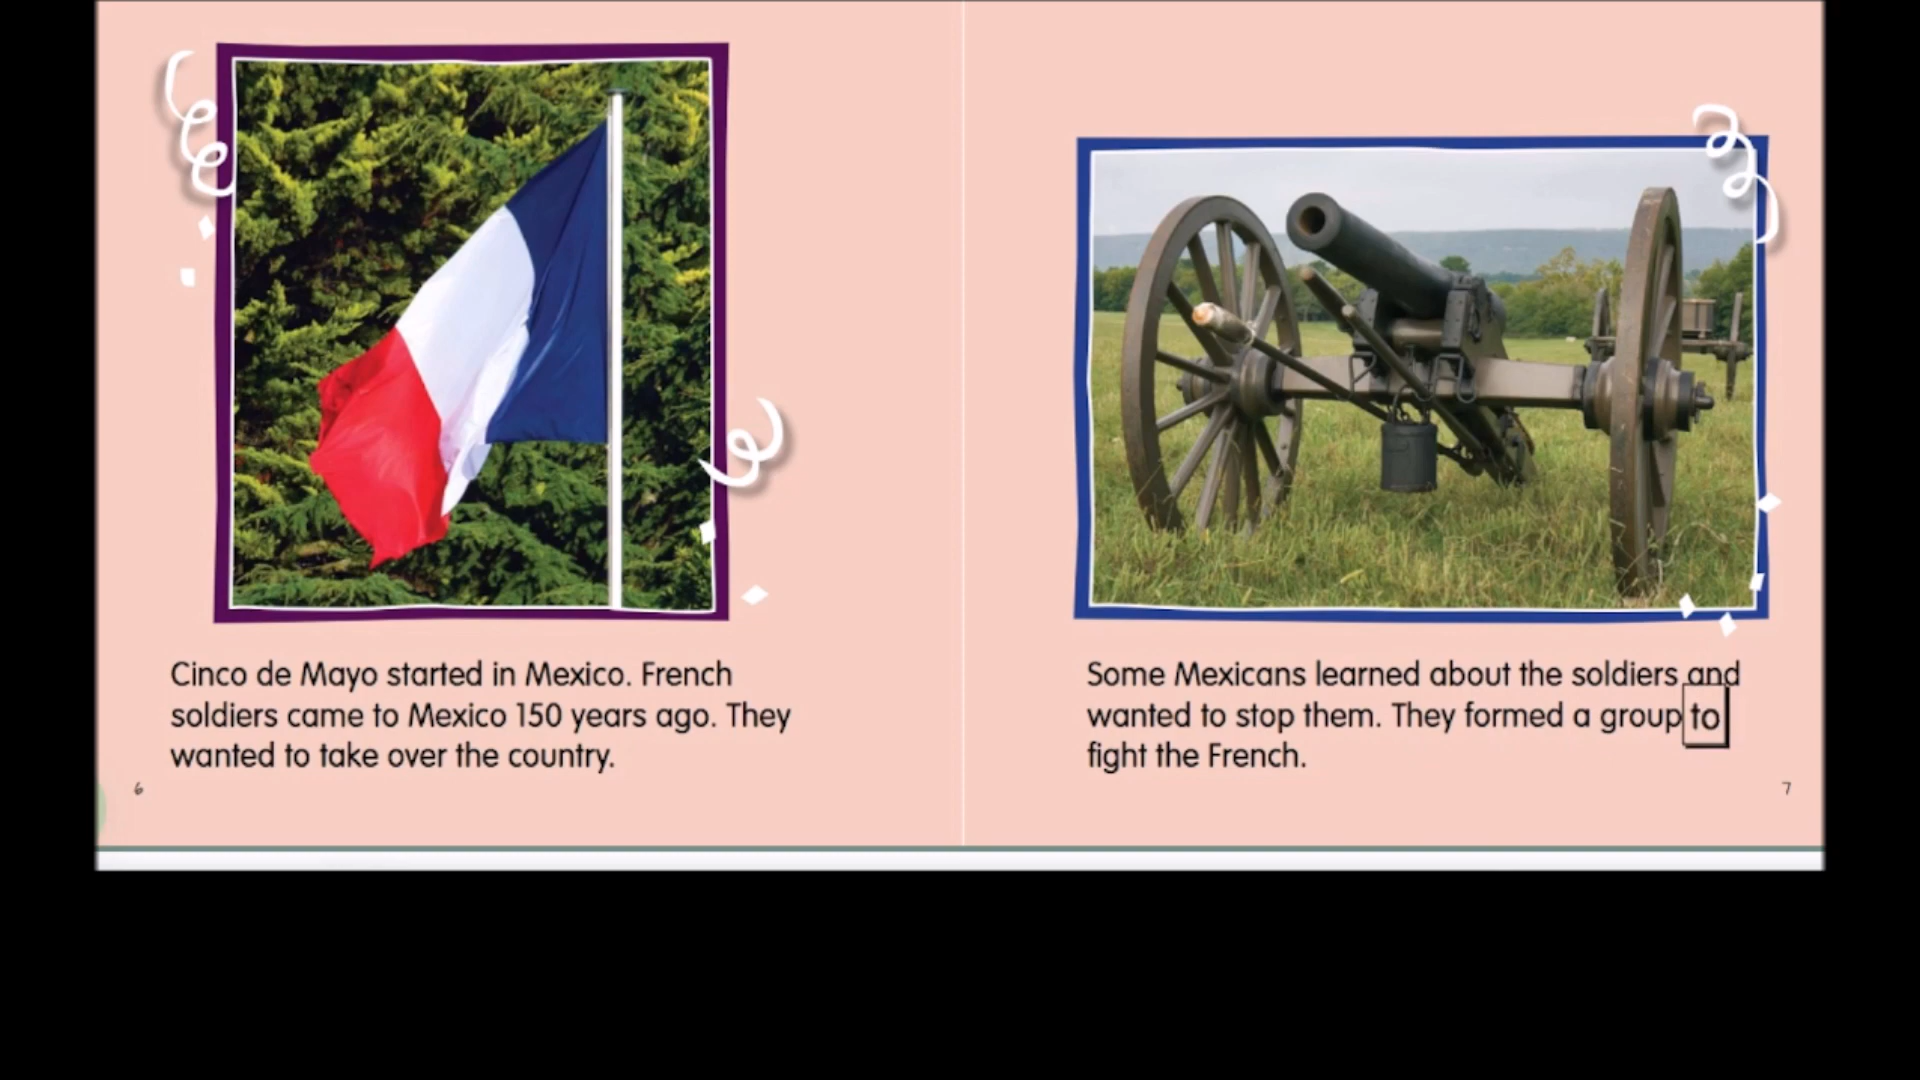 Cinco de Mayo started in Mexico. French
soldiers came to Mexico 150 years ago. They
wanted to take over the country.
6
Some Mexicans learned about the soldiers and
wanted to stop them. They formed a group to
fight the French.
7